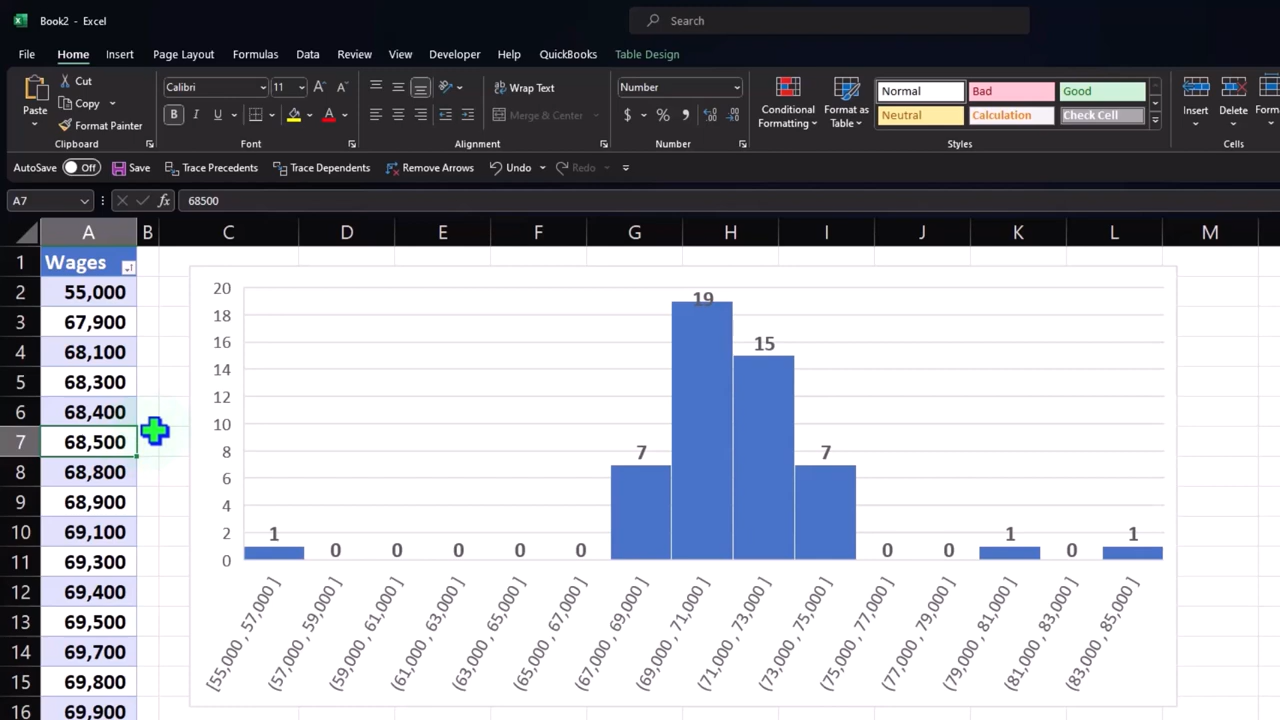 Book2 - Excel
Search
File Home Insert Page Layout Formulas Data Review View Developer Help QuickBooks Table Design
Paste
Cut
Copy
Format Painter
Clipboard
Calibri 11
B I U
Font
Wrap Text
Merge & Center
Alignment
Number
$ % ,
Number
Conditional Formatting
Format as Table
Normal Bad Good
Neutral Calculation Check Cell
Styles
Insert Delete
Cells
AutoSave Off Save Trace Precedents Trace Dependents Remove Arrows Undo Redo
A7 fx 68500
A B C D E F G H I J K L M
1 Wages
2 55,000
3 67,900
4 68,100
5 68,300
6 68,400
7 68,500
8 68,800
9 68,900
10 69,100
11 69,300
12 69,400
13 69,500
14 69,700
15 69,800
16 69,900
20
18
16
14
12
10
8
6
4
2
0
1 0 0 0 0 0 7 19 15 7 0 0 1 0 1
[55,000 , 57,000 ]
(57,000 , 59,000 ]
(59,000 , 61,000 ]
(61,000 , 63,000 ]
(63,000 , 65,000 ]
(65,000 , 67,000 ]
(67,000 , 69,000 ]
(69,000 , 71,000 ]
(71,000 , 73,000 ]
(73,000 , 75,000 ]
(75,000 , 77,000 ]
(77,000 , 79,000 ]
(79,000 , 81,000 ]
(81,000 , 83,000 ]
(83,000 , 85,000 ]